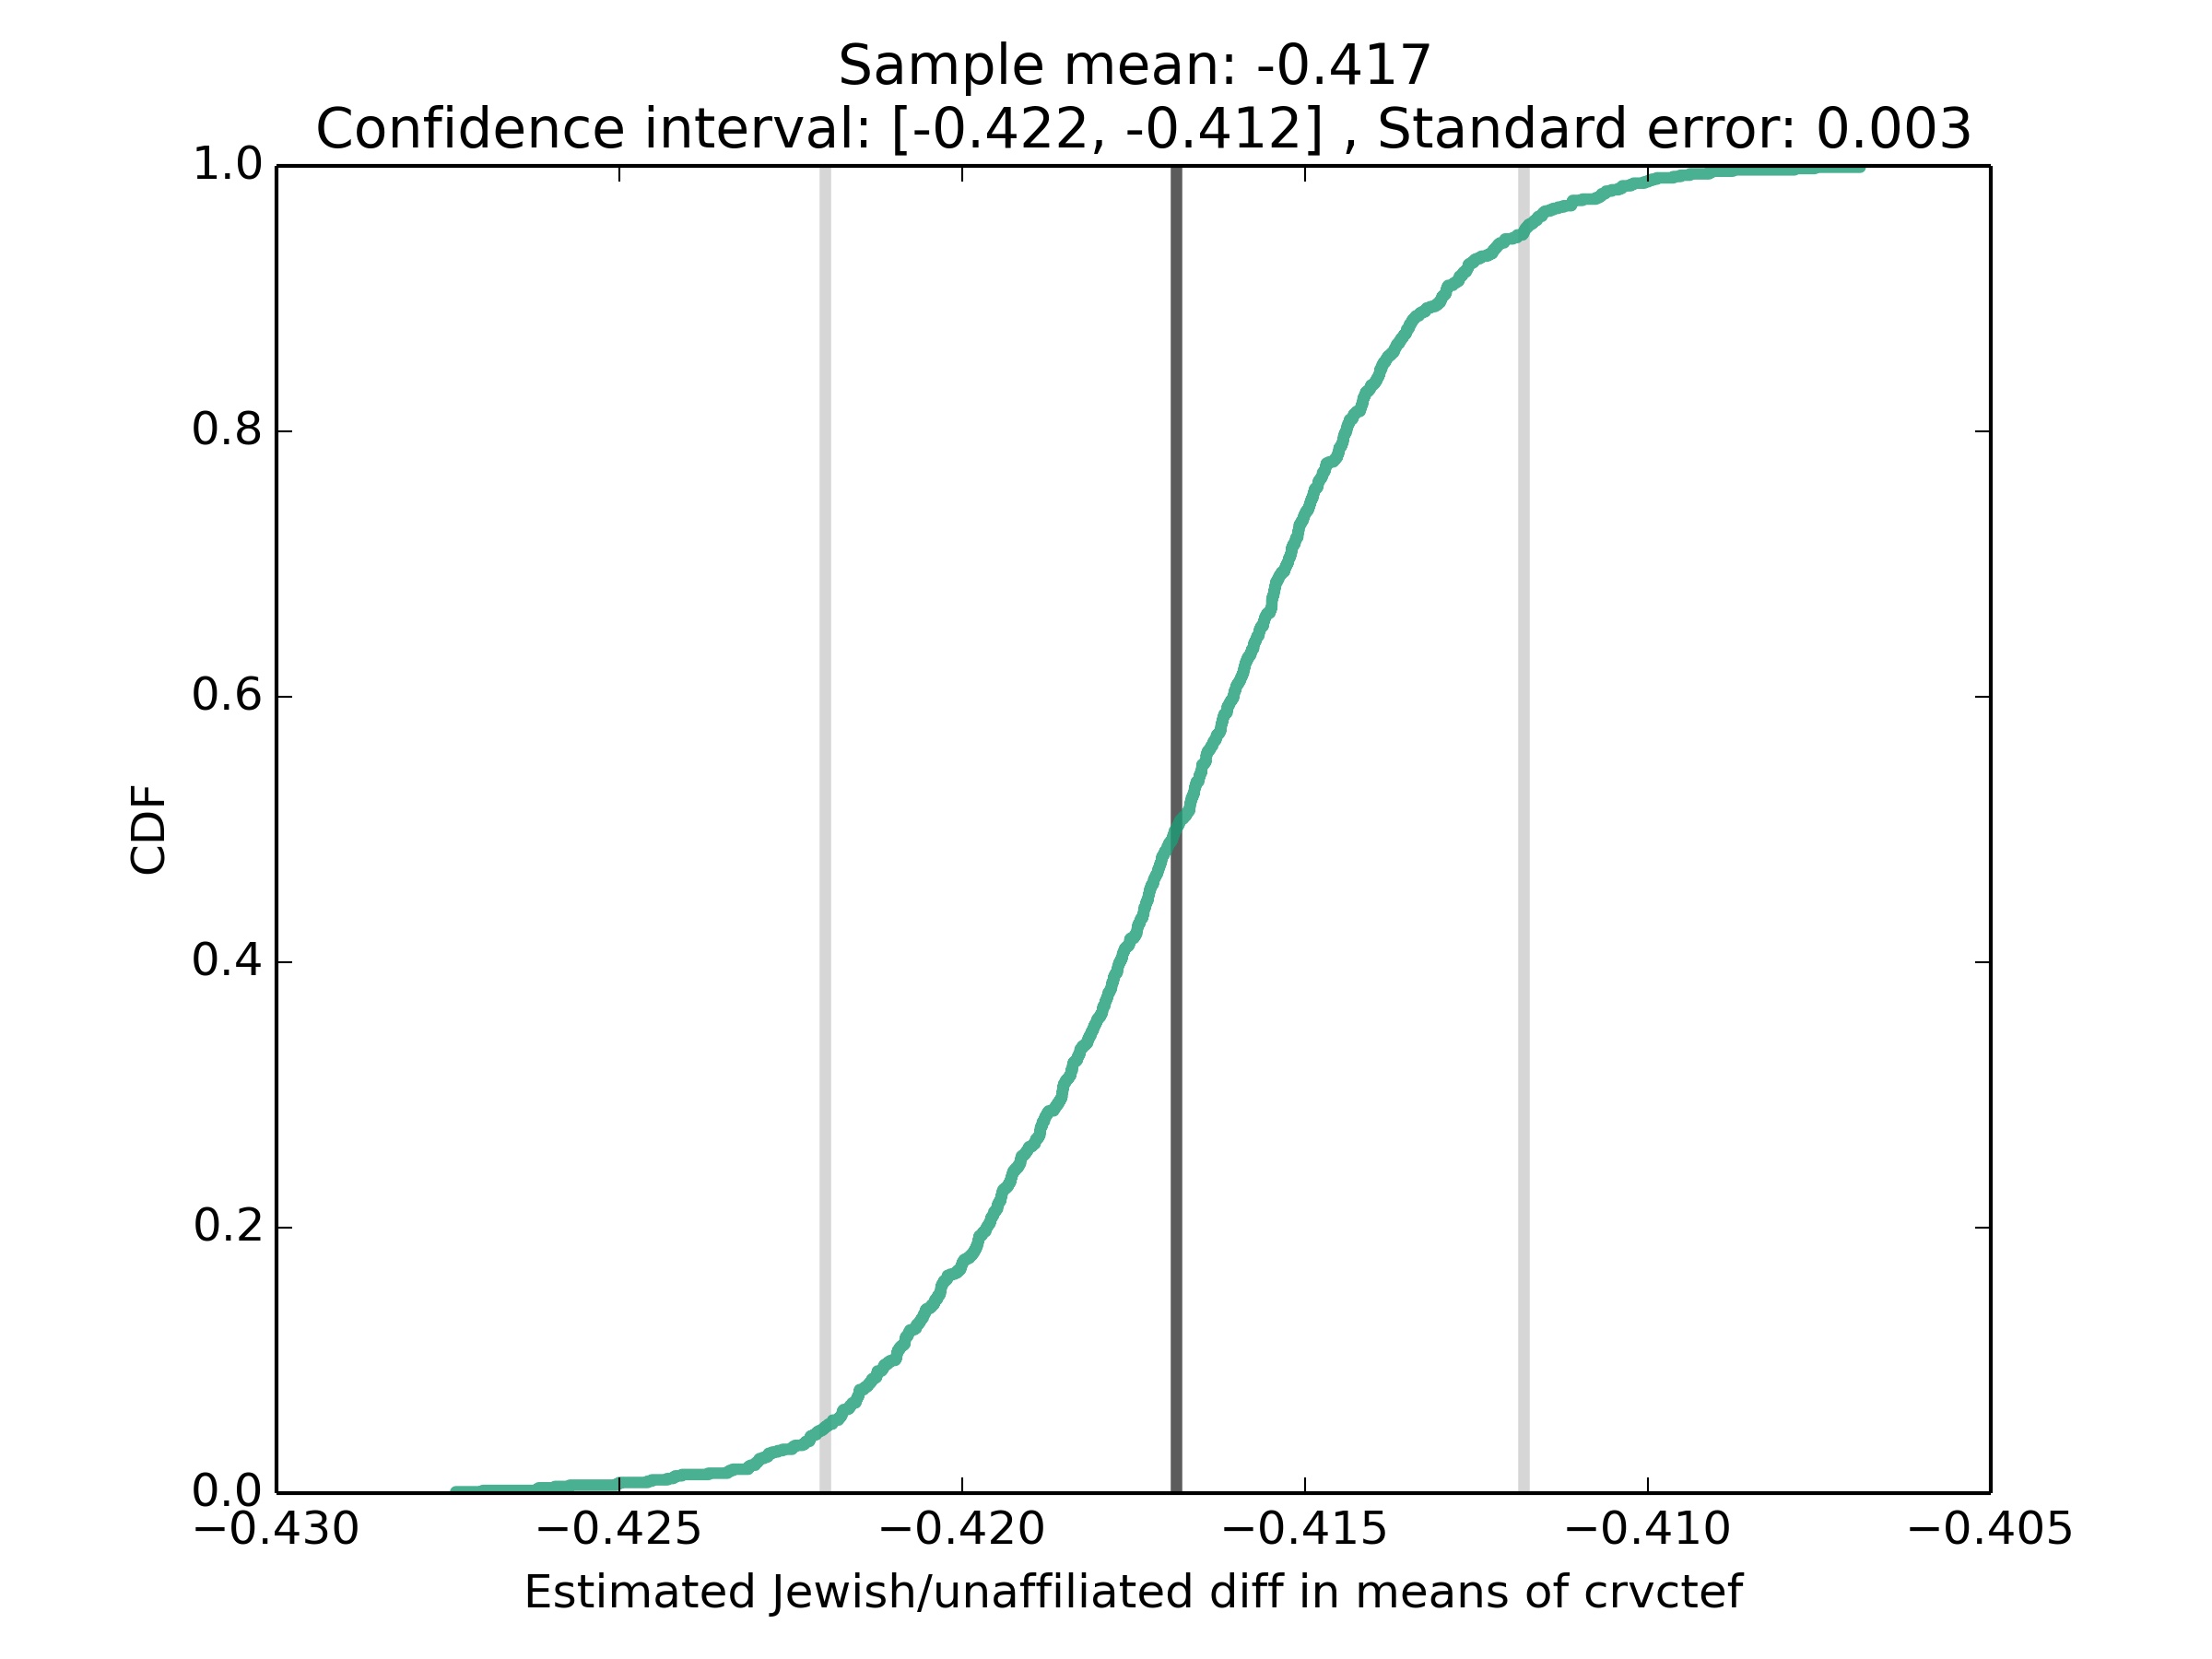 Sample mean: -0.417
Confidence interval: [-0.422, -0.412] , Standard error: 0.003
1.0
0.8
0.6
0.4
0.2
0.0
CDF
−0.430 −0.425 −0.420 −0.415 −0.410 −0.405
Estimated Jewish/unaffiliated diff in means of crvctef